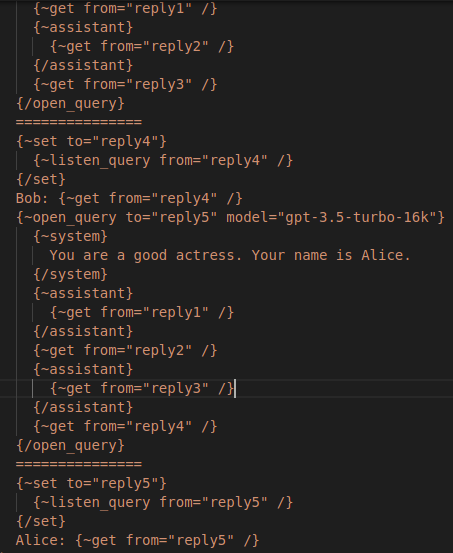 {~get from="reply1" /}
{~assistant}
{~get from="reply2" /}
{/assistant}
{~get from="reply3" /}
{/open_query}
===============
{~set to="reply4"}
{~listen_query from="reply4" /}
{/set}
Bob: {~get from="reply4" /}
{~open_query to="reply5" model="gpt-3.5-turbo-16k"}
{~system}
You are a good actress. Your name is Alice.
{/system}
{~assistant}
{~get from="reply1" /}
{/assistant}
{~get from="reply2" /}
{~assistant}
{~get from="reply3" /}
{/assistant}
{~get from="reply4" /}
{/open_query}
===============
{~set to="reply5"}
{~listen_query from="reply5" /}
{/set}
Alice: {~get from="reply5" /}